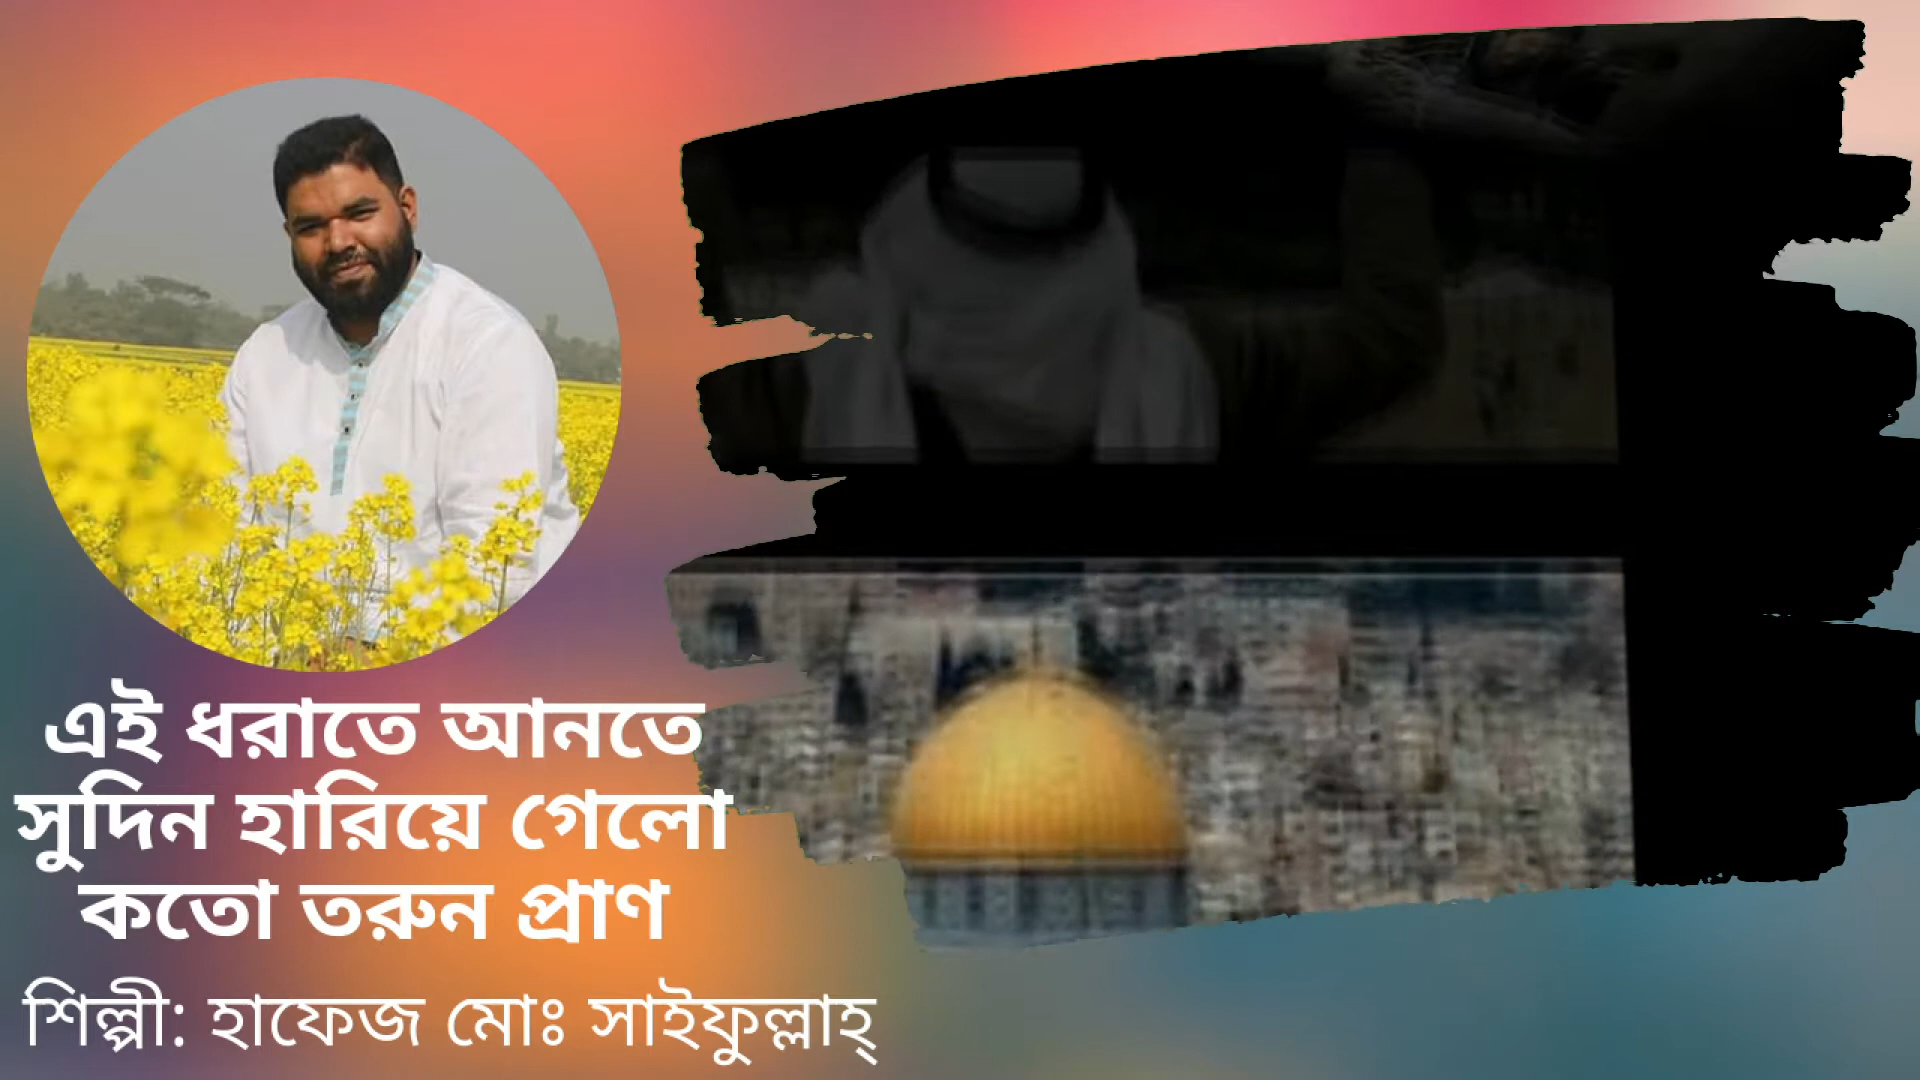 এই ধরাতে আনতে
সুদিন হারিয়ে গেলো
কতো তরুন প্রাণ
শিল্পী: হাফেজ মোঃ সাইফুল্লাহ্